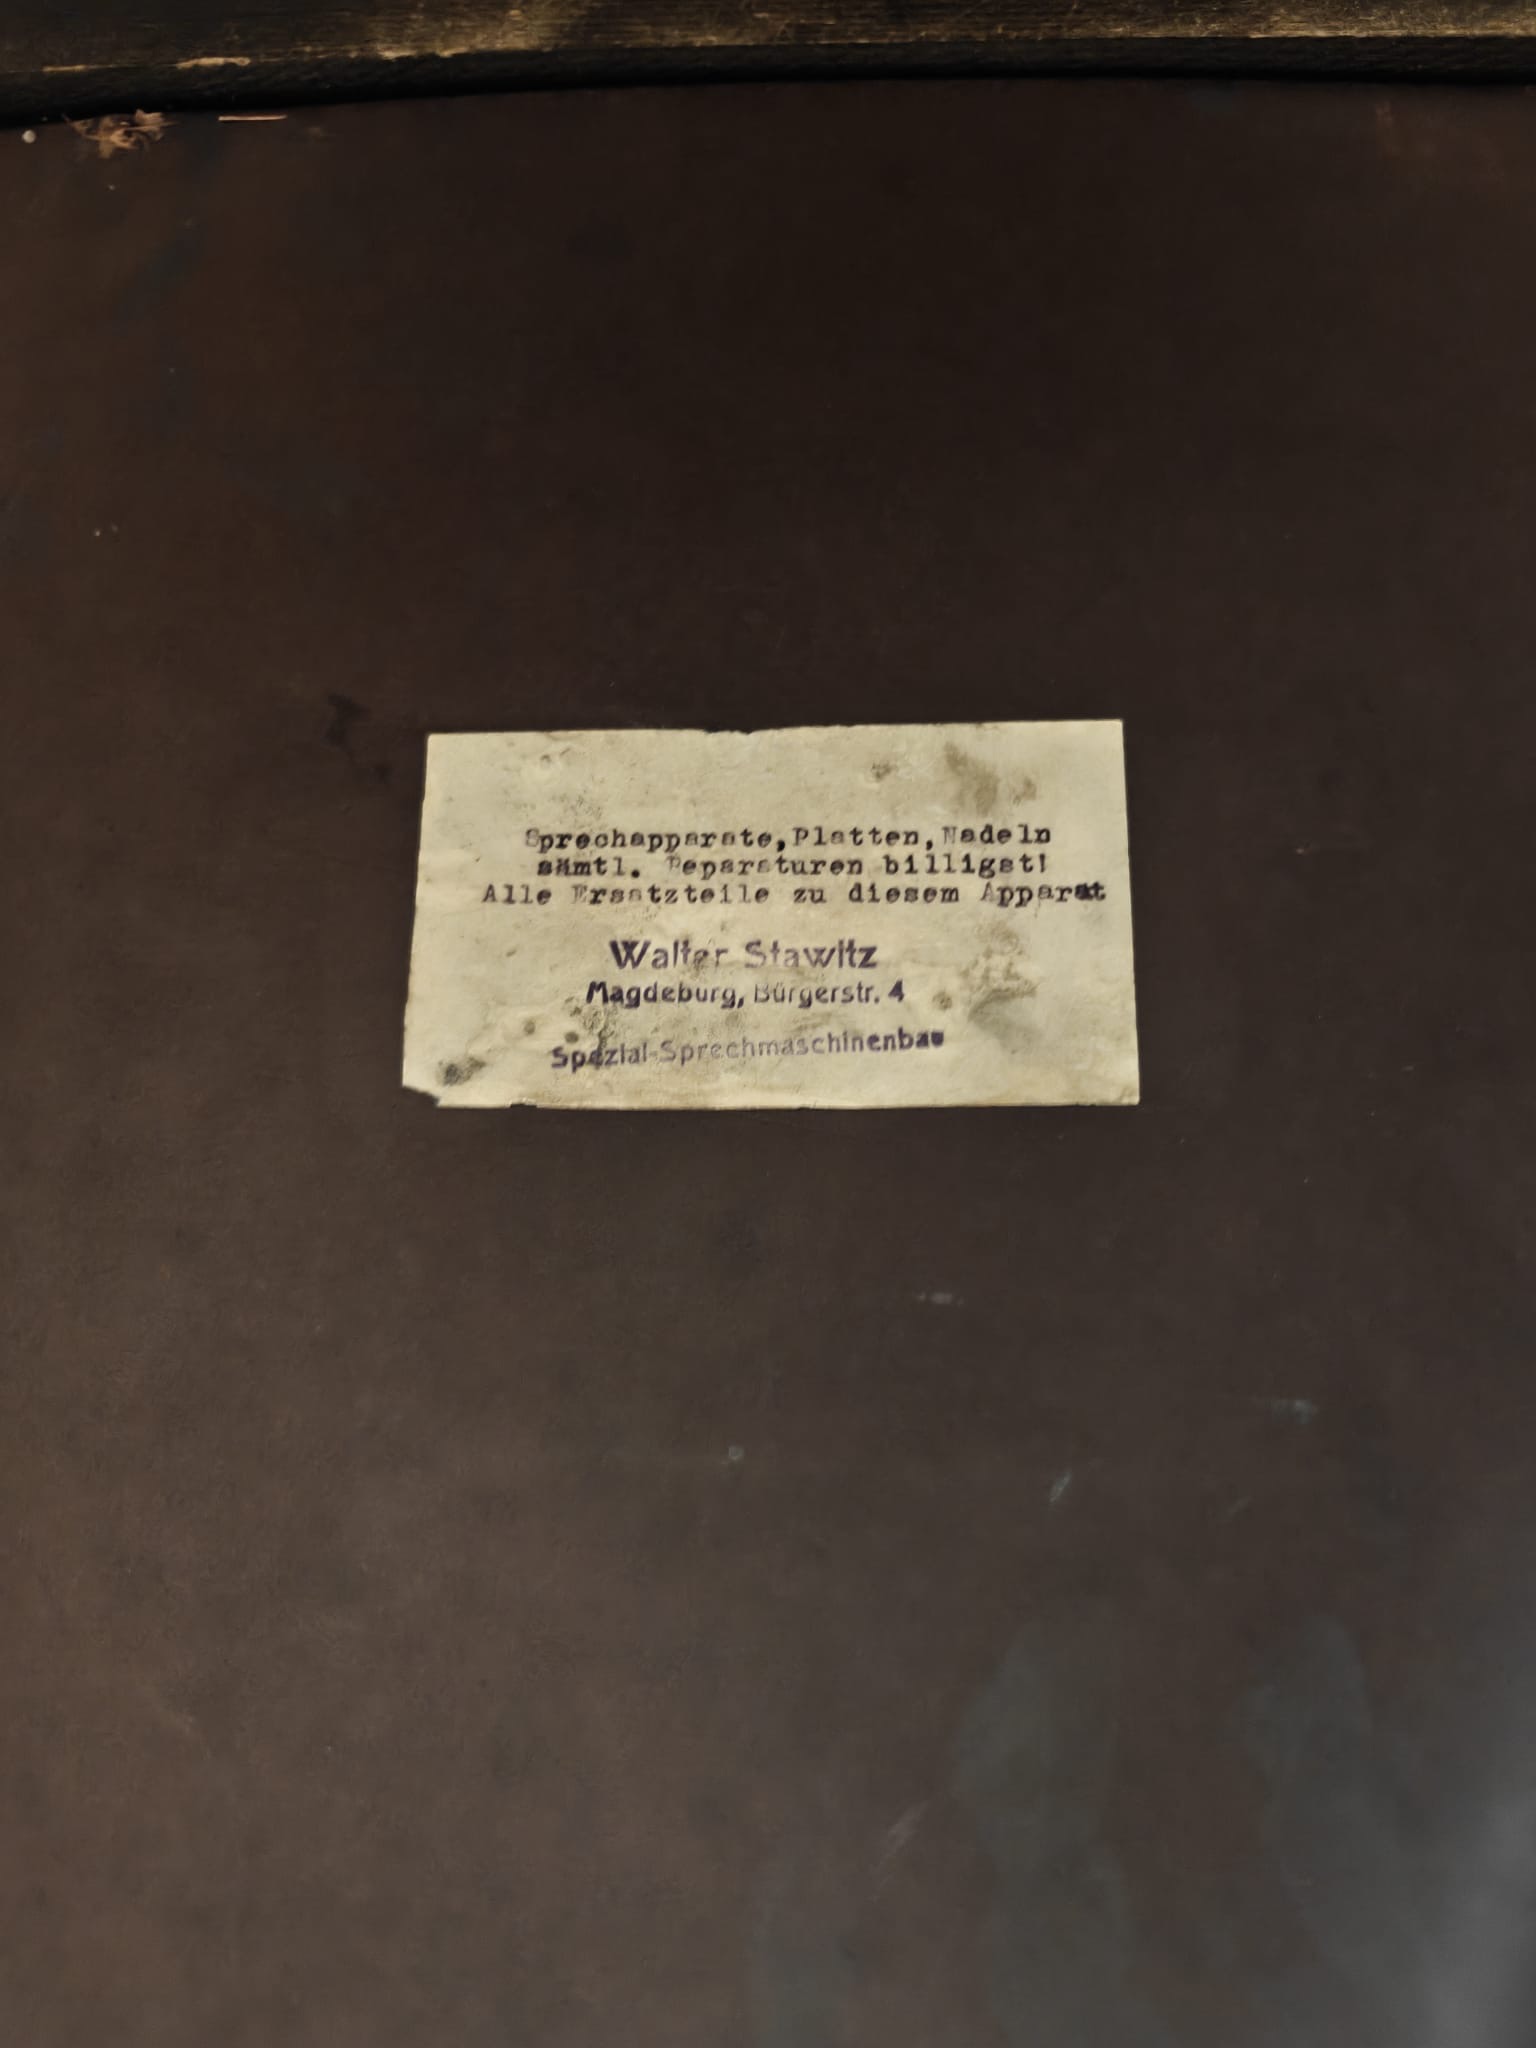 Sprechapparate,Platten,Nadeln
sämtl. Reparaturen billigst!
Alle Ersatzteile zu diesem Apparat
Walter Stawitz
Magdeburg, Bürgerstr. 4
Spezial-Sprechmaschinenbau